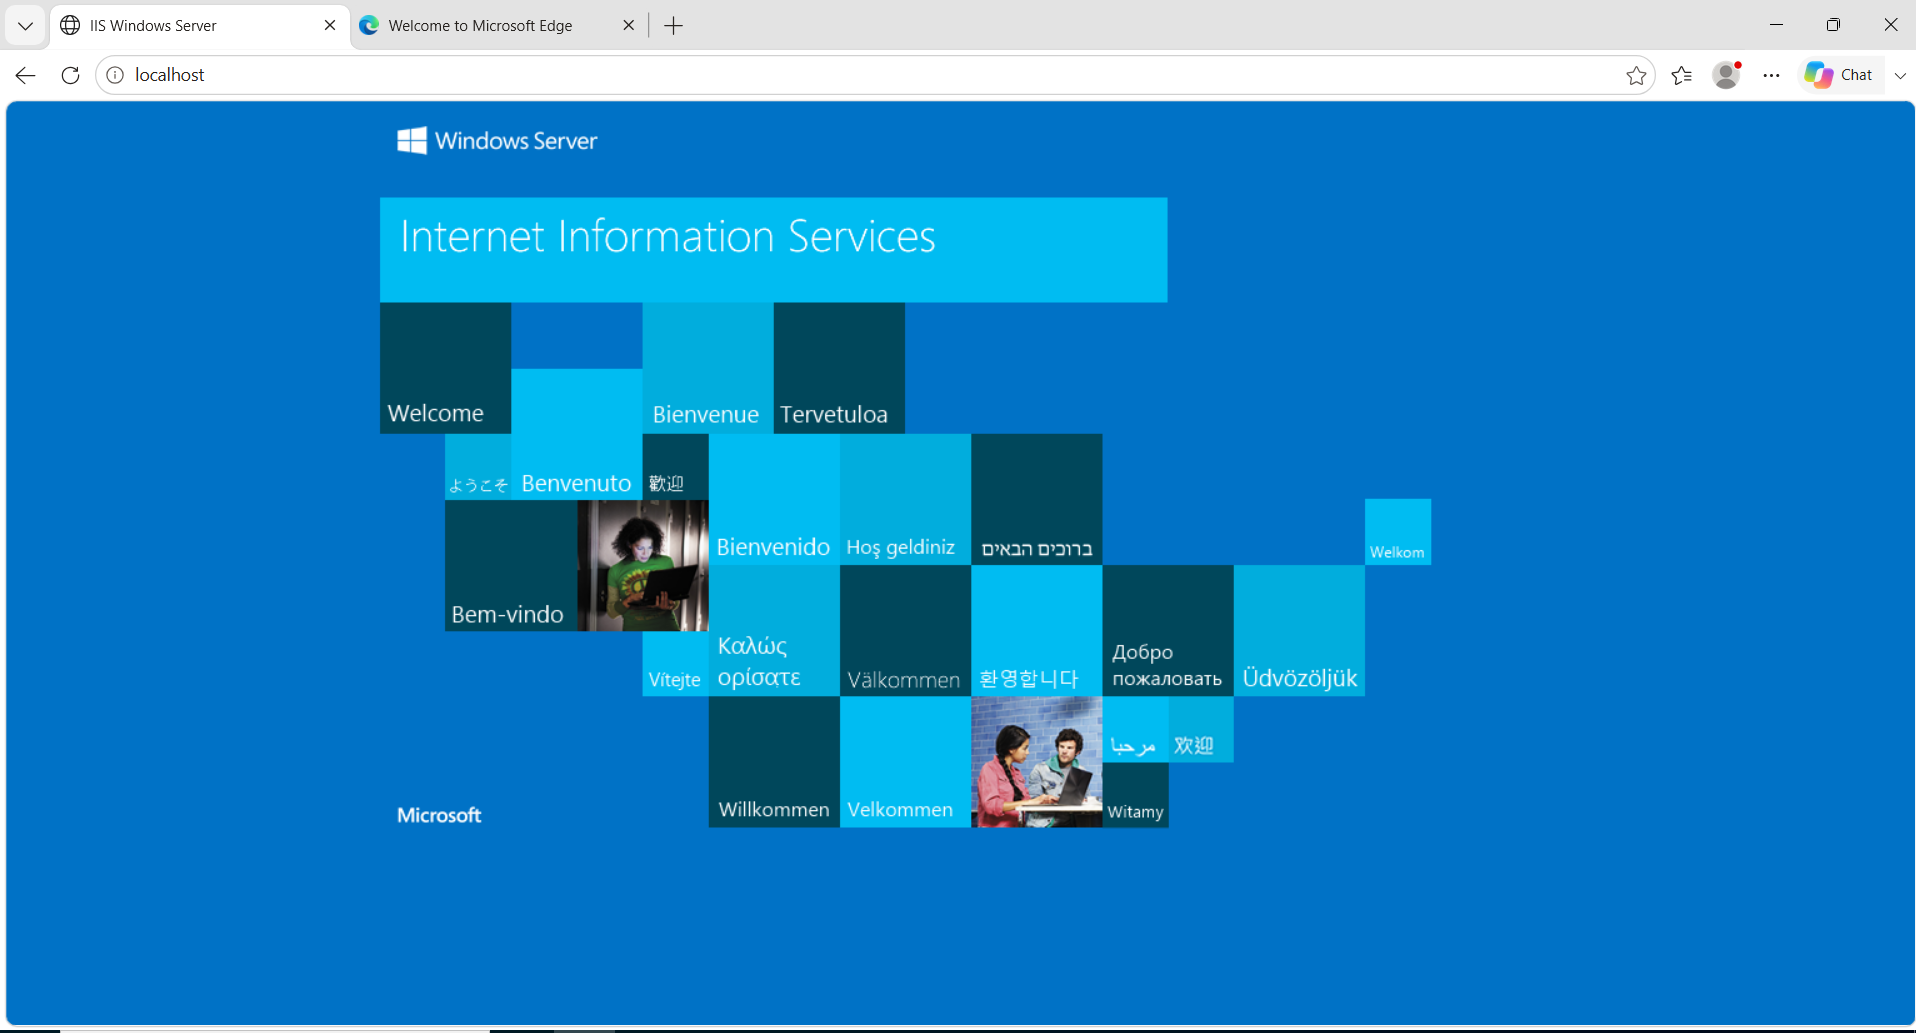 IIS Windows Server
Welcome to Microsoft Edge
localhost
Chat
Windows Server
Internet Information Services
Welcome
Bienvenue
Tervetuloa
ようこそ
Benvenuto
歡迎
Bienvenido
Hoş geldiniz
ברוכים הבאים
Welkom
Bem-vindo
Vítejte
Καλώς
ορίσατε
Välkommen
환영합니다
Добро
пожаловать
Üdvözöljük
مرحبا
欢迎
Willkommen
Velkommen
Witamy
Microsoft